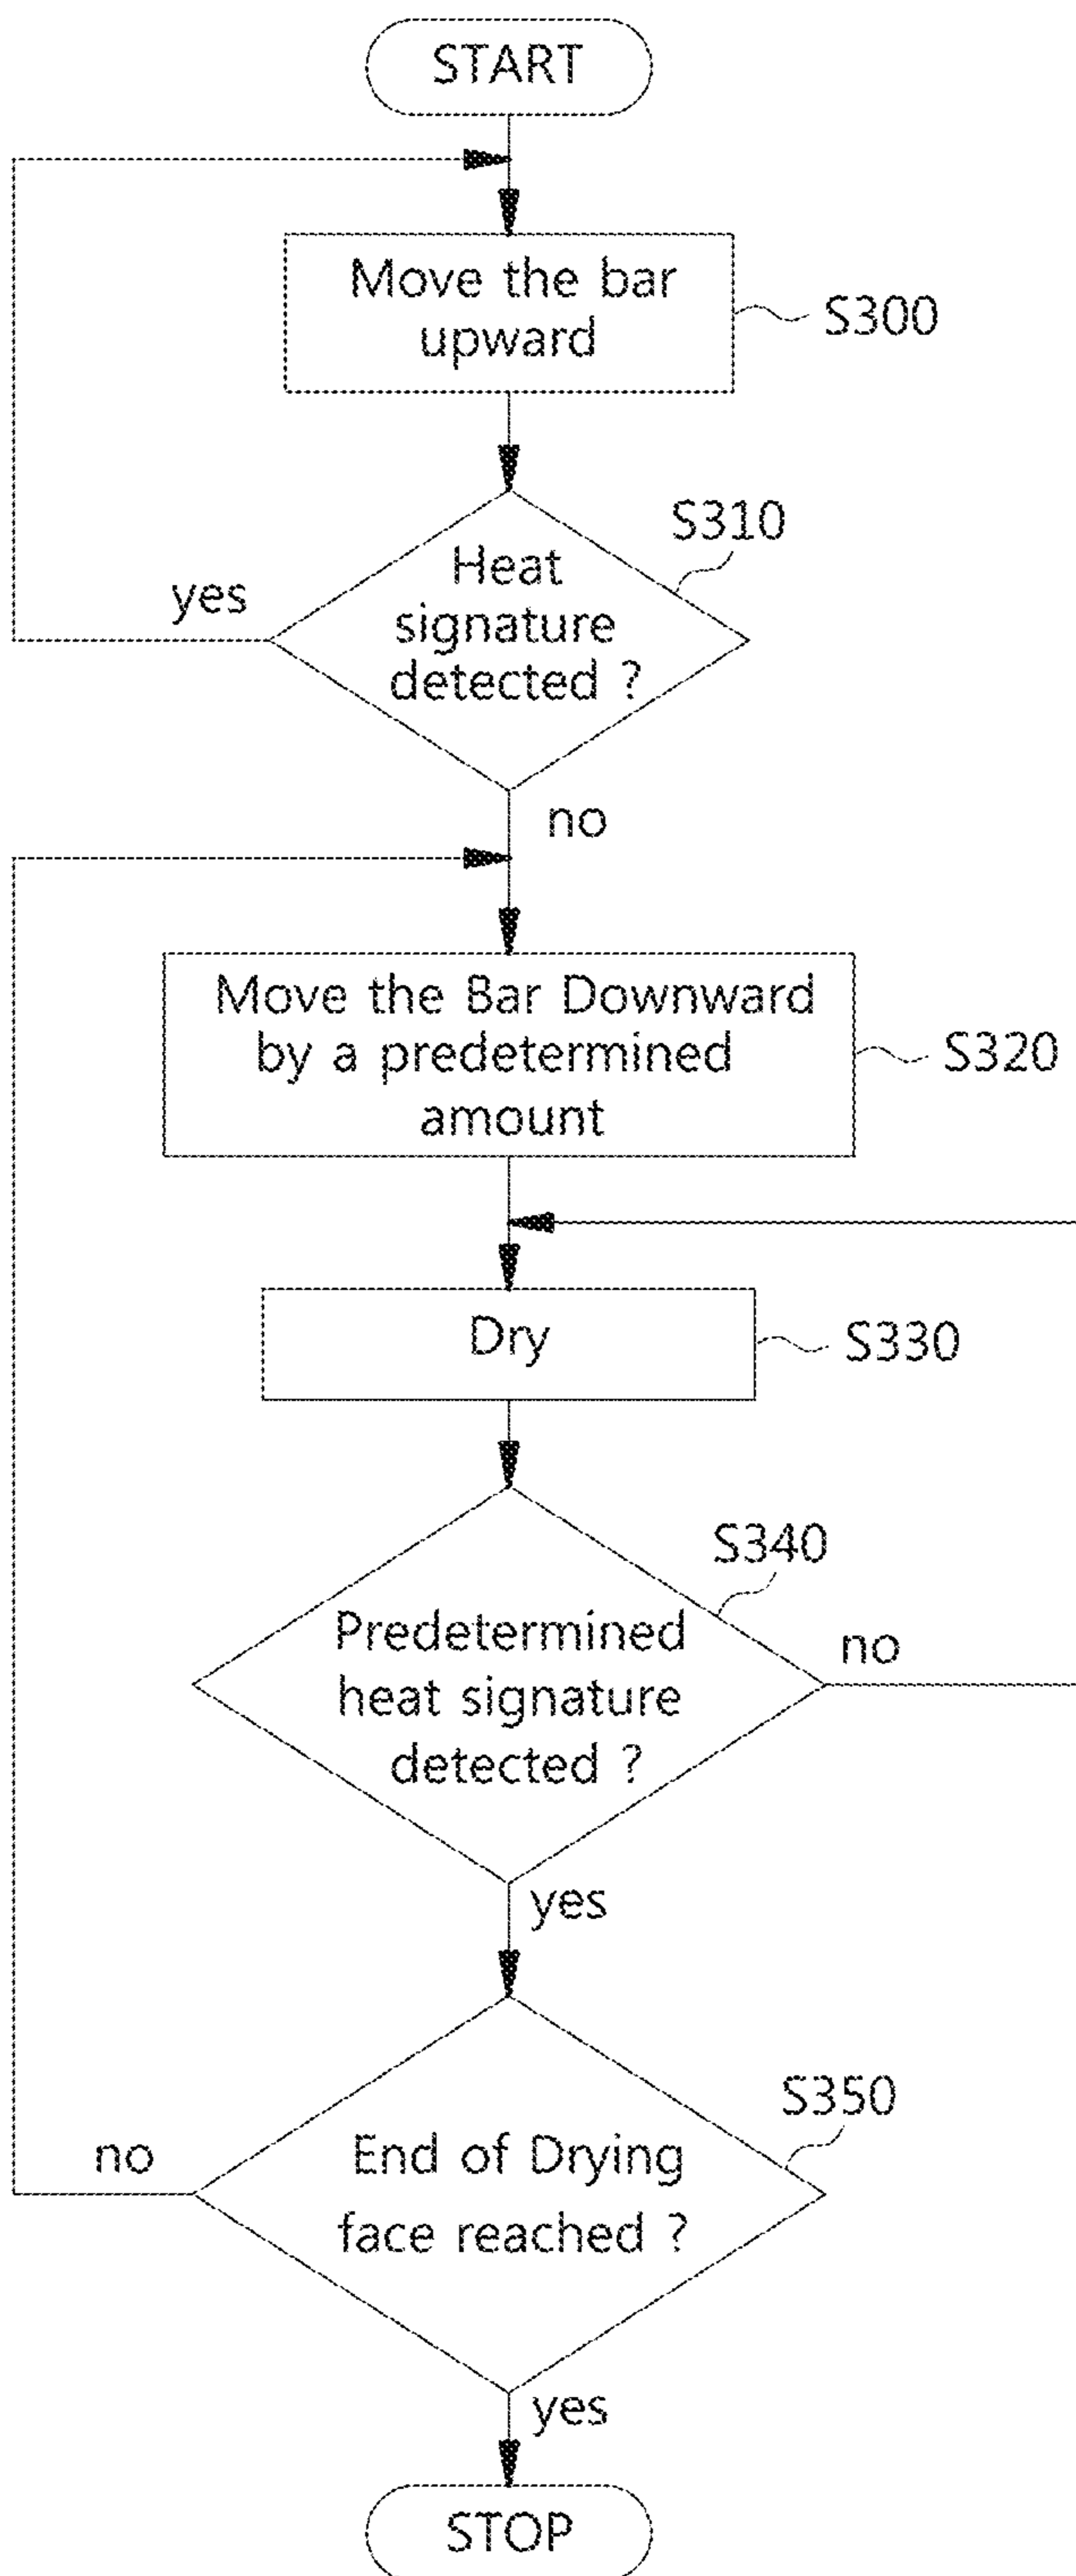 START
Move the bar
upward
S300
S310
Heat
signature
detected ?
yes
no
Move the Bar Downward
by a predetermined
amount
S320
Dry
S330
S340
Predetermined
heat signature
detected ?
no
yes
S350
End of Drying
face reached ?
no
yes
STOP